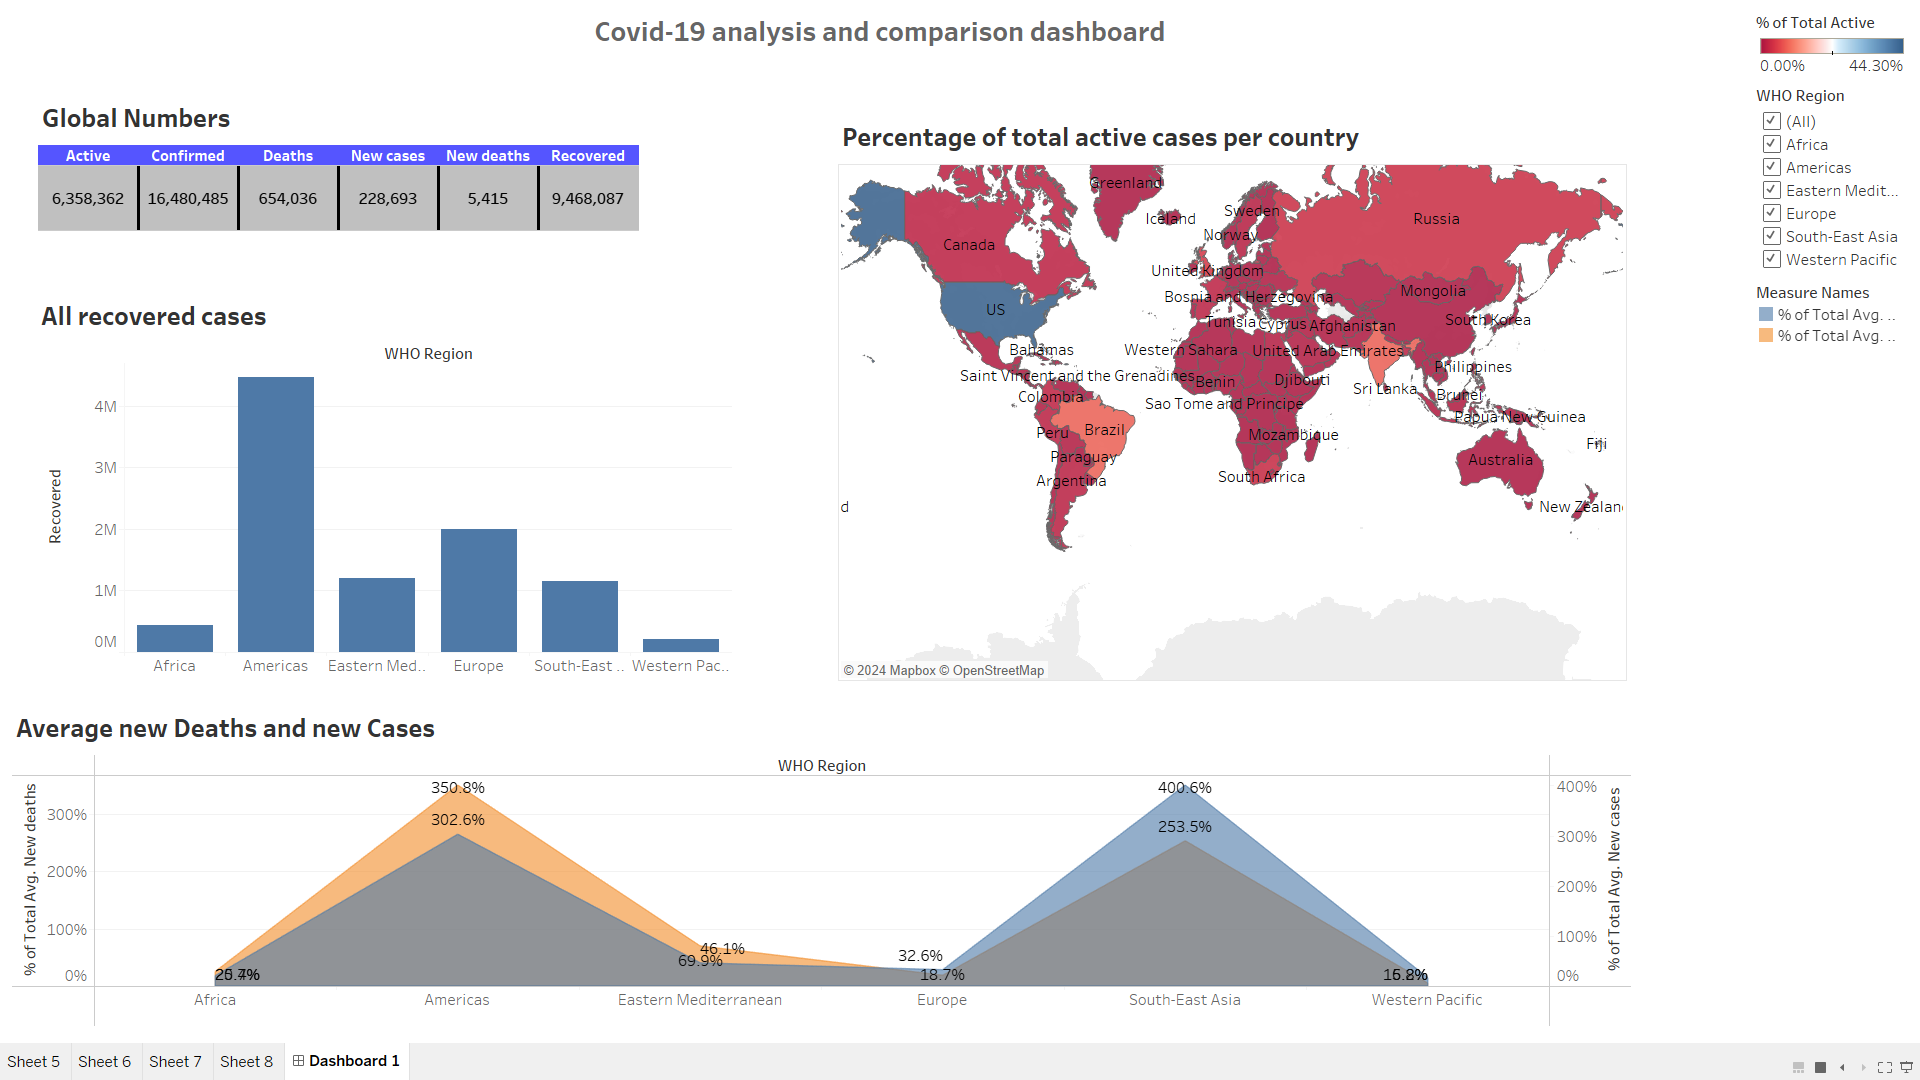 Covid-19 analysis and comparison dashboard
% of Total Active
0.00% 44.30%
WHO Region
(All)
Africa
Americas
Eastern Medit...
Europe
South-East Asia
Western Pacific
Measure Names
% of Total Avg. ..
% of Total Avg. ..
Global Numbers
Active Confirmed Deaths New cases New deaths Recovered
6,358,362 16,480,485 654,036 228,693 5,415 9,468,087
All recovered cases
WHO Region
Recovered
4M
3M
2M
1M
0M
Africa Americas Eastern Med.. Europe South-East .. Western Pac..
Percentage of total active cases per country
Greenland
Iceland
Sweden
Norway
Russia
Canada
United Kingdom
Bosnia and Herzegovina
Mongolia
US
Tunisia
Cyprus
Afghanistan
South Korea
Bahamas
Western Sahara
United Arab Emirates
Philippines
Saint Vincent and the Grenadines
Benin
Djibouti
Sri Lanka
Brunei
Colombia
Sao Tome and Principe
Papua New Guinea
Peru
Brazil
Mozambique
Fiji
Paraguay
Australia
Argentina
South Africa
d
New Zealan
© 2024 Mapbox © OpenStreetMap
Average new Deaths and new Cases
WHO Region
% of Total Avg. New deaths
300%
200%
100%
0%
350.8%
302.6%
46.1%
69.9%
32.6%
18.7%
400.6%
253.5%
400%
300%
200%
100%
0%
% of Total Avg. New cases
Africa Americas Eastern Mediterranean Europe South-East Asia Western Pacific
Sheet 5 Sheet 6 Sheet 7 Sheet 8 Dashboard 1